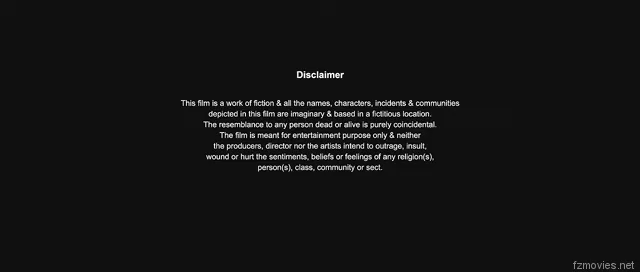 Disclaimer
This film is a work of fiction & all the names, characters, incidents & communities
depicted in this film are imaginary & based in a fictitious location.
The resemblance to any person dead or alive is purely coincidental.
The film is meant for entertainment purpose only & neither
the producers, director nor the artists intend to outrage, insult,
wound or hurt the sentiments, beliefs or feelings of any religion(s),
person(s), class, community or sect.
fzmovies.net